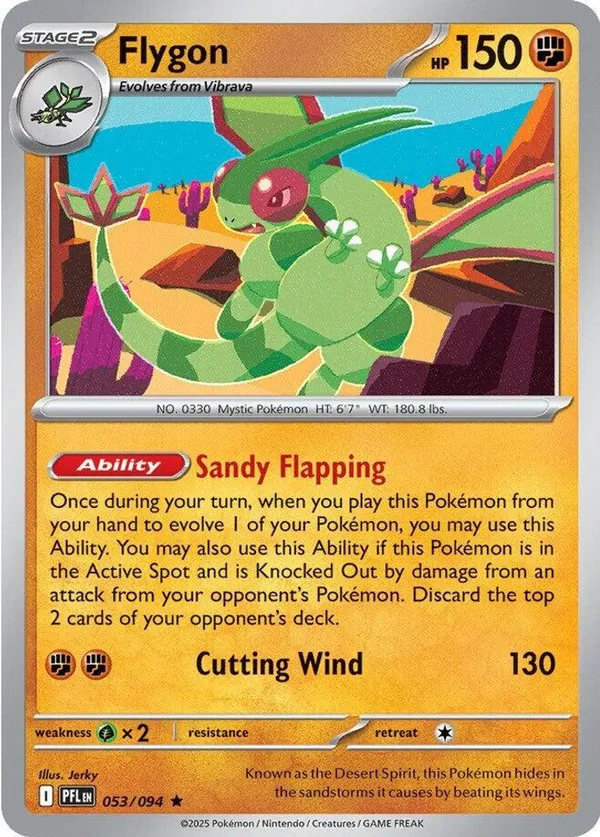 STAGE2
Flygon
HP 150
Evolves from Vibrava
NO. 0330 Mystic Pokémon HT: 6'7" WT: 180.8 lbs.
Ability Sandy Flapping
Once during your turn, when you play this Pokémon from
your hand to evolve 1 of your Pokémon, you may use this
Ability. You may also use this Ability if this Pokémon is in
the Active Spot and is Knocked Out by damage from an
attack from your opponent's Pokémon. Discard the top
2 cards of your opponent's deck.
Cutting Wind 130
weakness ×2 resistance retreat
Illus. Jerky
Known as the Desert Spirit, this Pokémon hides in
the sandstorms it causes by beating its wings.
I PFL EN 053/094 ★
©2025 Pokémon / Nintendo / Creatures / GAME FREAK